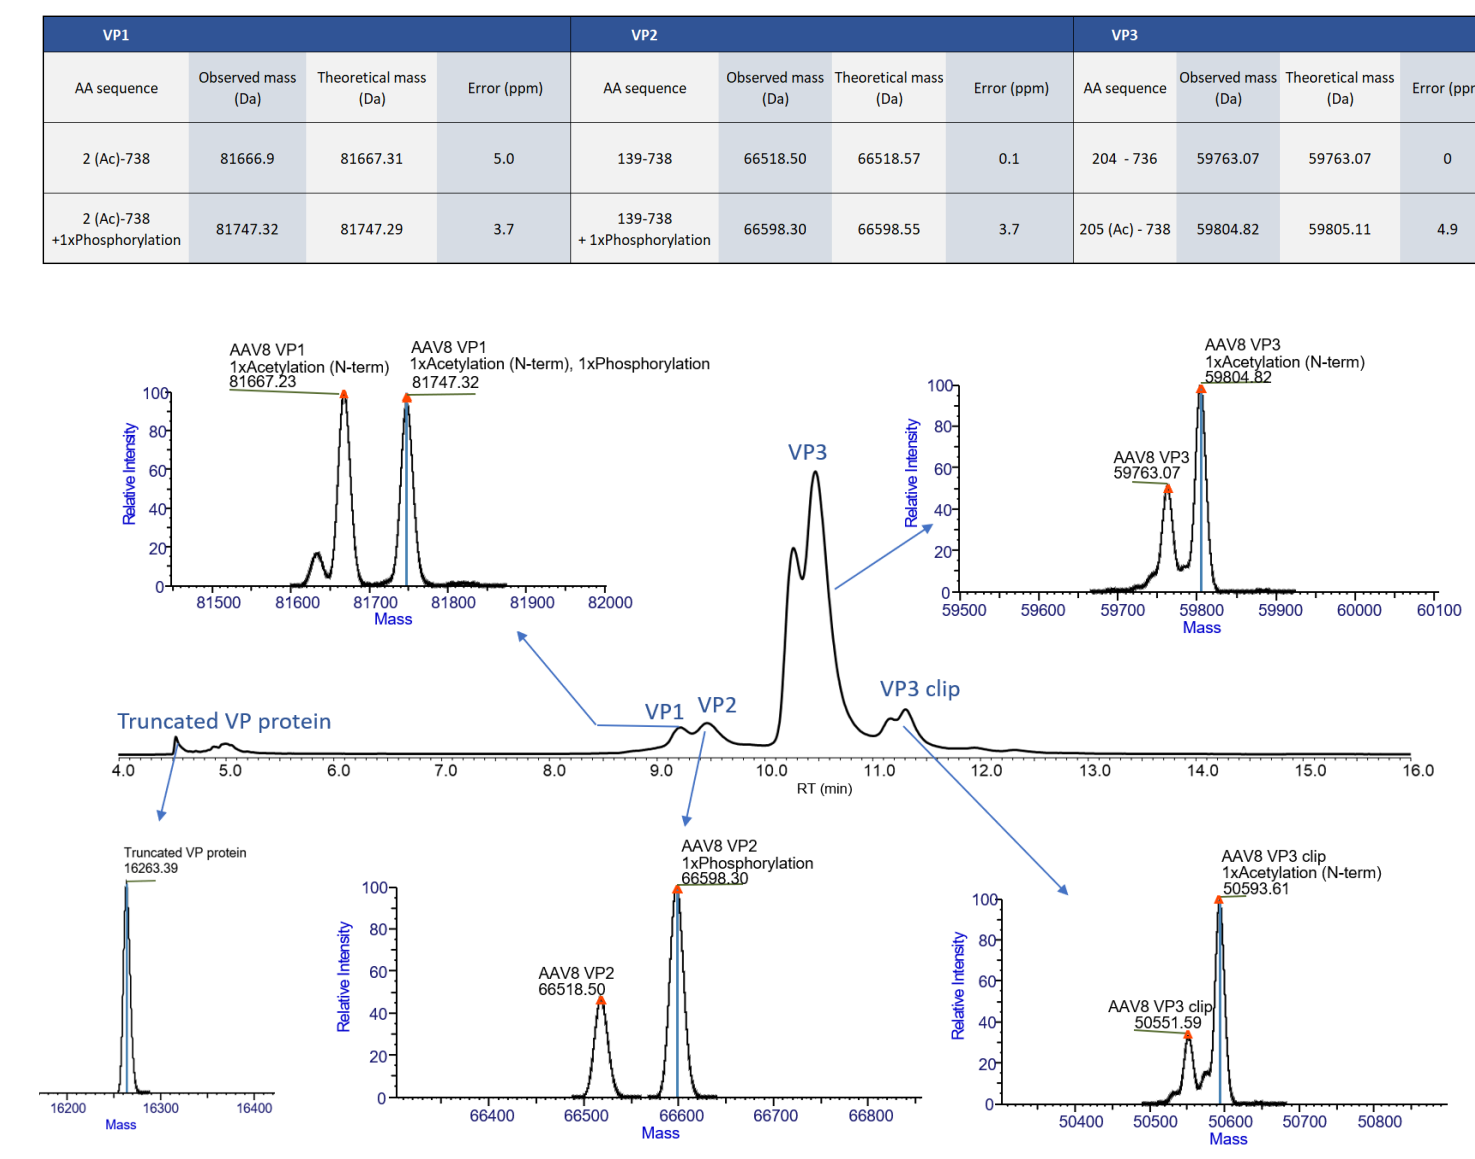 VP1 VP2 VP3
AA sequence Observed mass (Da) Theoretical mass (Da) Error (ppm) AA sequence Observed mass (Da) Theoretical mass (Da) Error (ppm) AA sequence Observed mass (Da) Theoretical mass (Da) Error (ppr
2 (Ac)-738 81666.9 81667.31 5.0 139-738 66518.50 66518.57 0.1 204 - 736 59763.07 59763.07 0
2 (Ac)-738 +1xPhosphorylation 81747.32 81747.29 3.7 139-738 + 1xPhosphorylation 66598.30 66598.55 3.7 205 (Ac) - 738 59804.82 59805.11 4.9
AAV8 VP1
1xAcetylation (N-term)
81667.23
AAV8 VP1
1xAcetylation (N-term), 1xPhosphorylation
81747.32
100
80
60
40
20
0
Relative Intensity
81500 81600 81700 81800 81900 82000
Mass
AAV8 VP3
1xAcetylation (N-term)
59804.82
AAV8 VP3
59763.07
100
80
60
40
20
0
Relative Intensity
59500 59600 59700 59800 59900 60000 60100
Mass
VP3
VP3 clip
VP1 VP2
Truncated VP protein
4.0 5.0 6.0 7.0 8.0 9.0 10.0 11.0 12.0 13.0 14.0 15.0 16.0
RT (min)
Truncated VP protein
16263.39
16200 16300 16400
Mass
AAV8 VP2
1xPhosphorylation
66598.30
AAV8 VP2
66518.50
100
80
60
40
20
0
Relative Intensity
66400 66500 66600 66700 66800
Mass
AAV8 VP3 clip
1xAcetylation (N-term)
50593.61
AAV8 VP3 clip
50551.59
100
80
60
40
20
0
Relative Intensity
50400 50500 50600 50700 50800
Mass